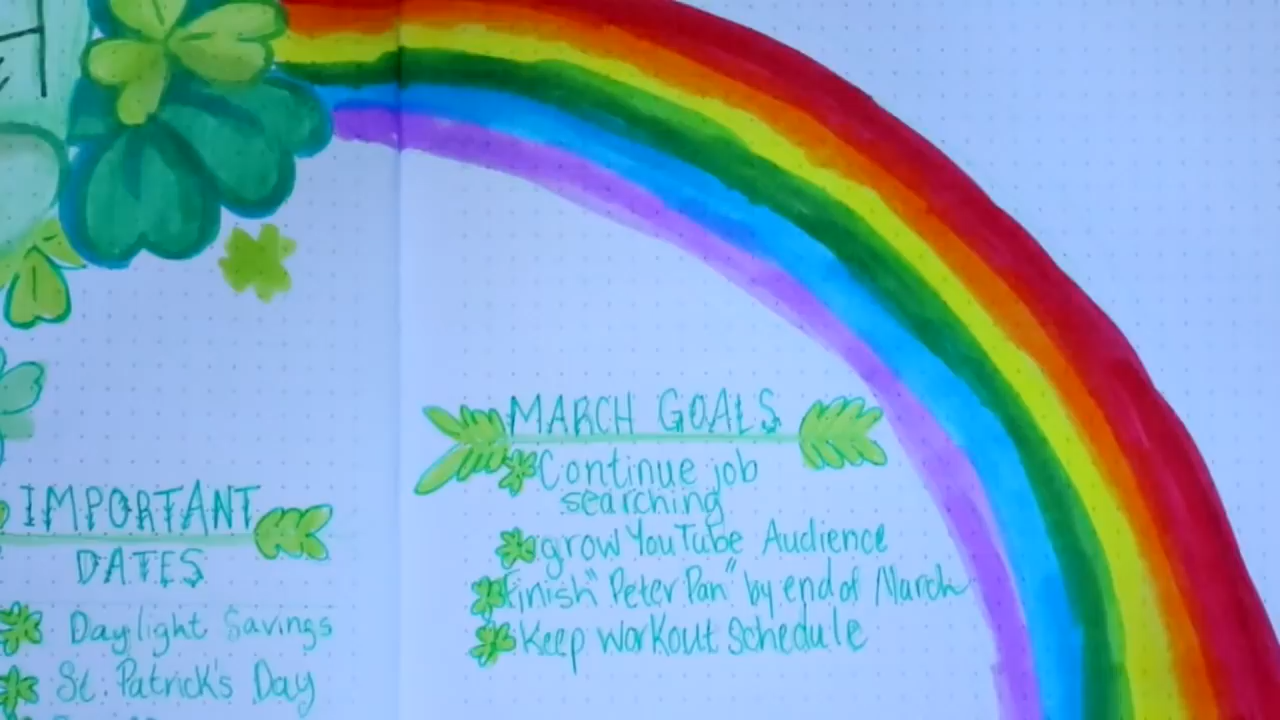 IMPORTANT
DATES
Daylight Savings
St. Patrick's Day
MARCH GOALS
Continue job
searching
grow YouTube Audience
Finish "Peter Pan" by end of March
Keep workout schedule